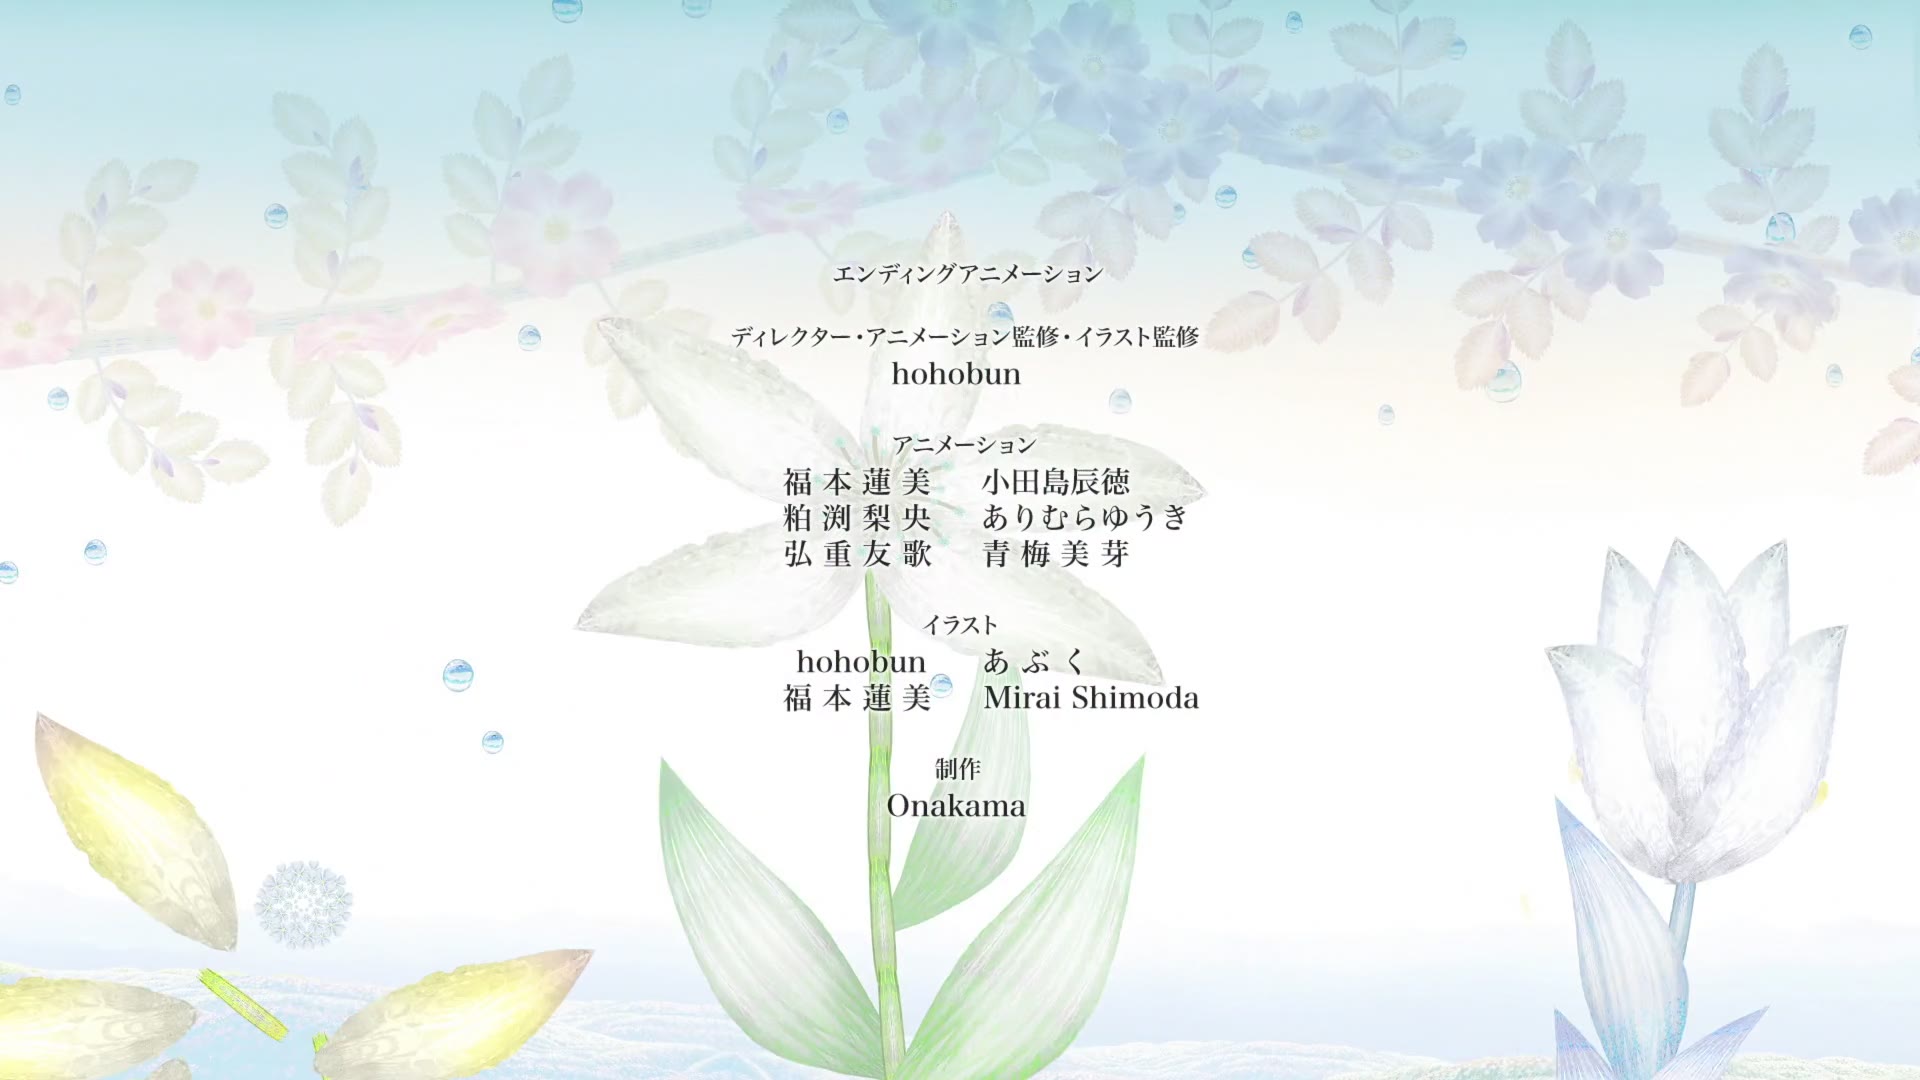 エンディングアニメーション
ディレクター・アニメーション監修・イラスト監修
hohobun
アニメーション
福本蓮美 小田島辰徳
粕渕梨央 ありむらゆうき
弘重友歌 青梅美芽
イラスト
hohobun あぶく
福本蓮美 Mirai Shimoda
制作
Onakama